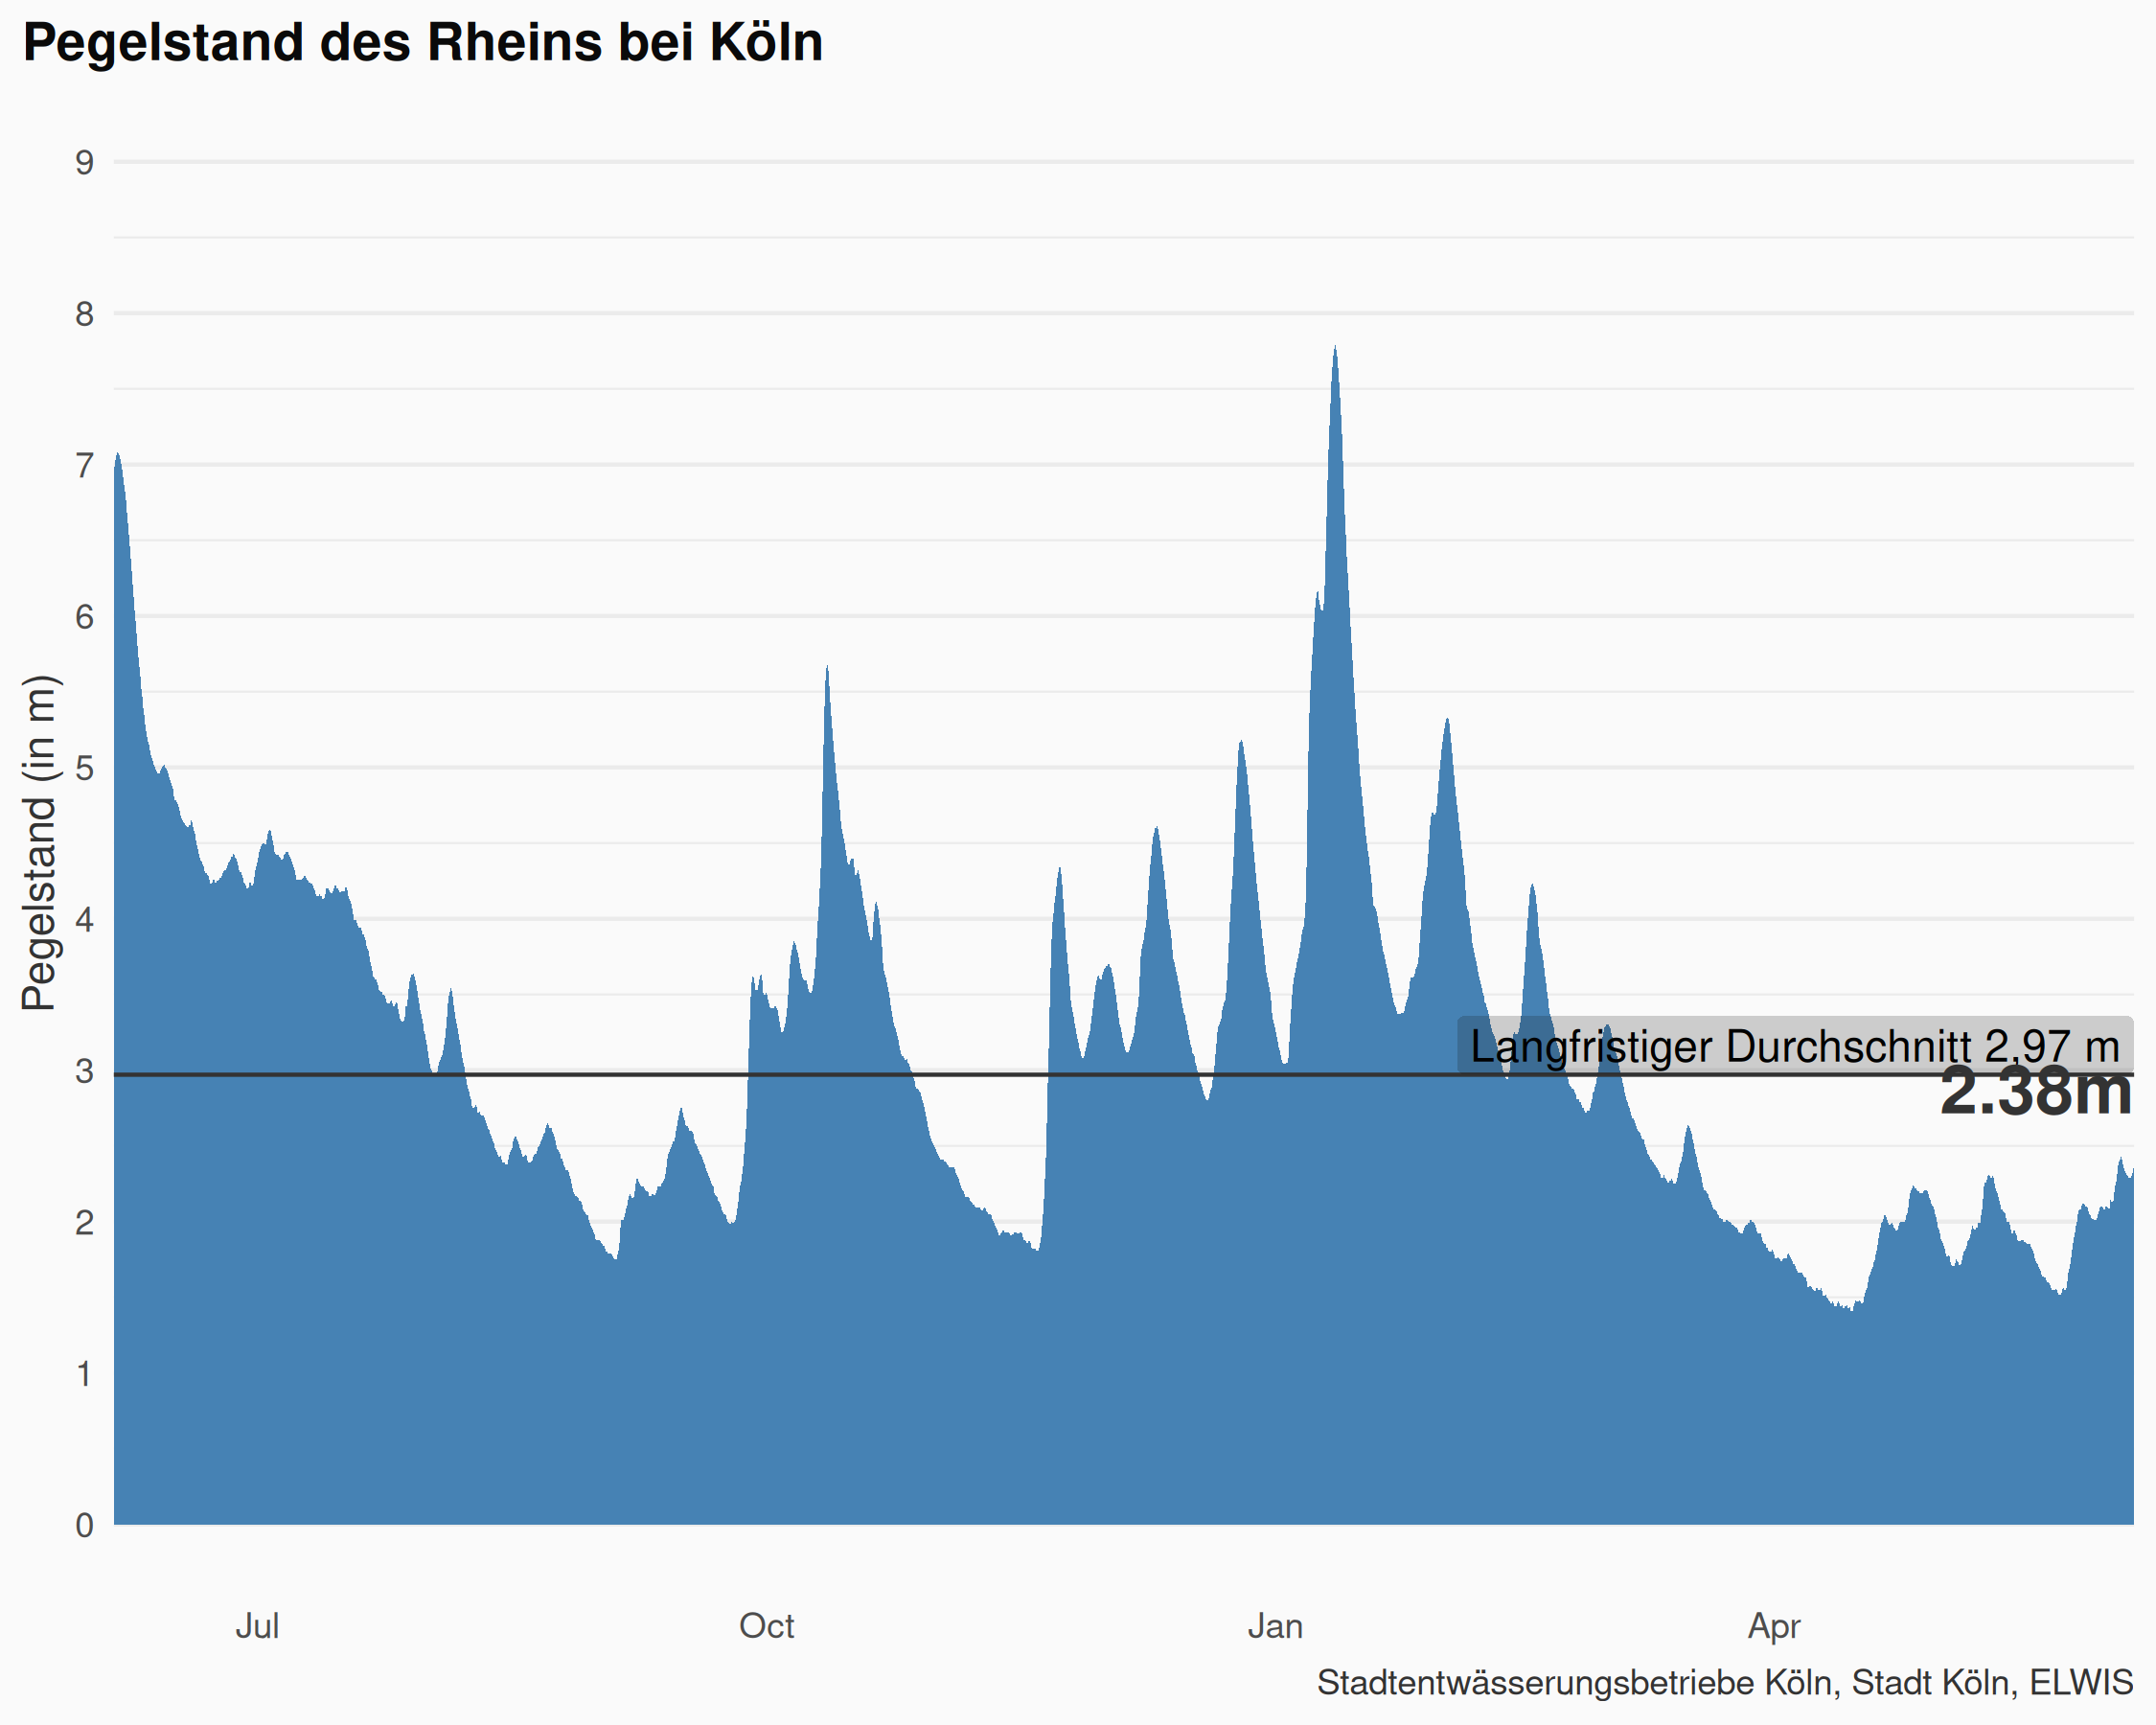 Pegelstand des Rheins bei Köln
Pegelstand (in m)
9
8
7
6
5
4
3
2
1
0
Langfristiger Durchschnitt 2,97 m
2.38m
Jul Oct Jan Apr
Stadtentwässerungsbetriebe Köln, Stadt Köln, ELWIS